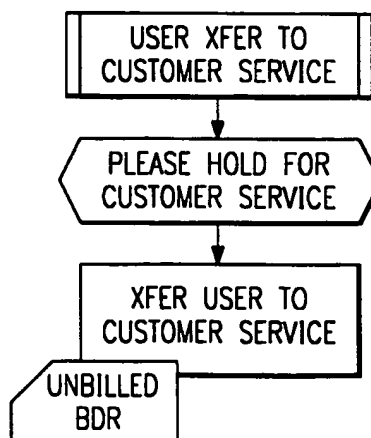 USER XFER TO
CUSTOMER SERVICE
PLEASE HOLD FOR
CUSTOMER SERVICE
XFER USER TO
CUSTOMER SERVICE
UNBILLED
BDR